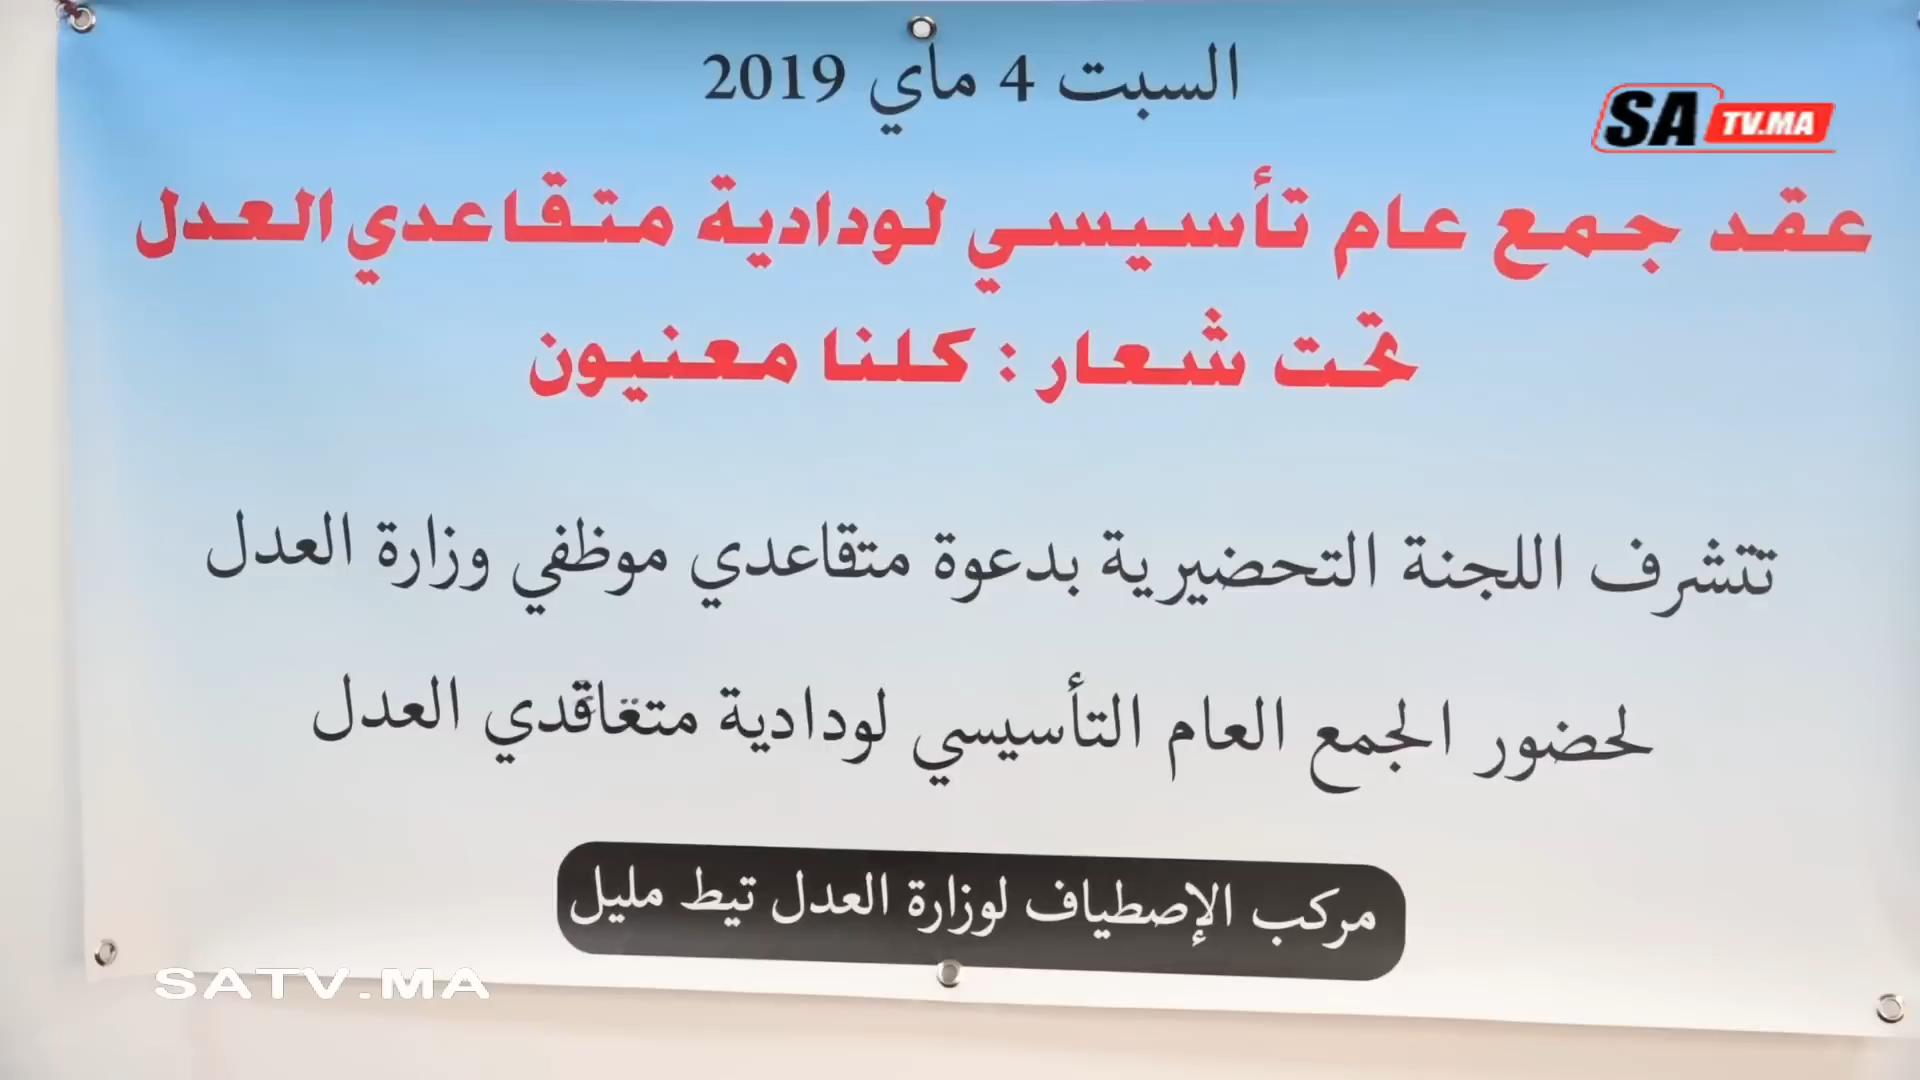 السبت 4 ماي 2019
SA TV.MA
عقد جمع عام تأسيسي لودادية متقاعدي العدل
تحت شعار : كلنا معنيون
تتشرف اللجنة التحضيرية بدعوة متقاعدي موظفي وزارة العدل
لحضور الجمع العام التأسيسي لودادية متقاعدي العدل
مركب الإصطياف لوزارة العدل تيط مليل
SATV.MA